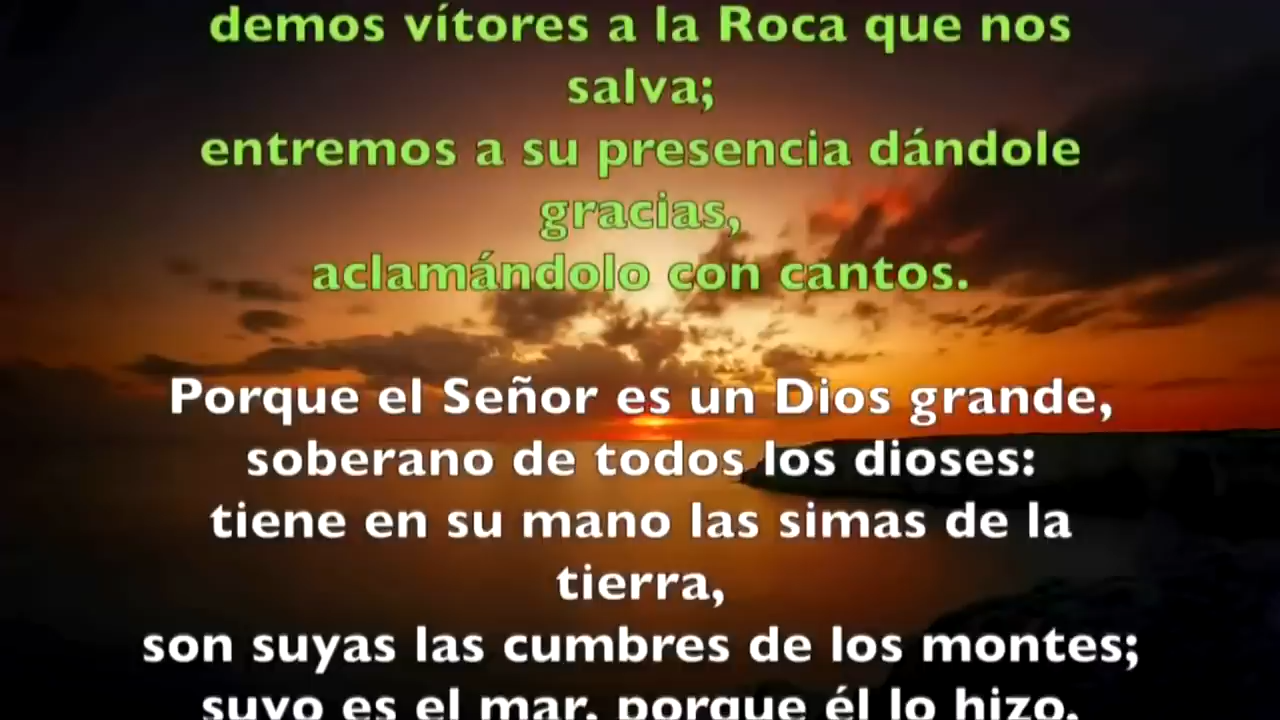 demos vítores a la Roca que nos
salva;
entremos a su presencia dándole
gracias,
aclamándolo con cantos.
Porque el Señor es un Dios grande,
soberano de todos los dioses:
tiene en su mano las simas de la
tierra,
son suyas las cumbres de los montes;
suyo es el mar, porque él lo hizo,